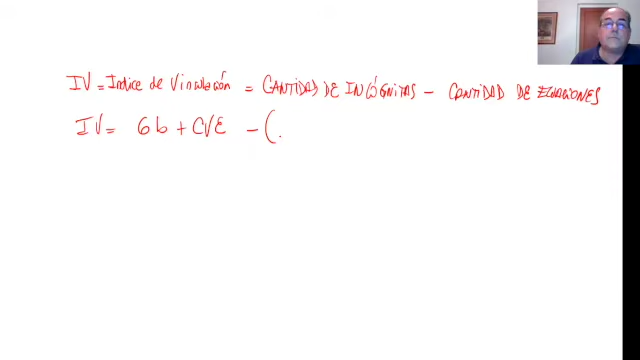 IV = Indice de Vinculación = CANTIDAD DE INCÓGNITAS - CANTIDAD DE ECUACIONES
IV = 6b + CVE - (